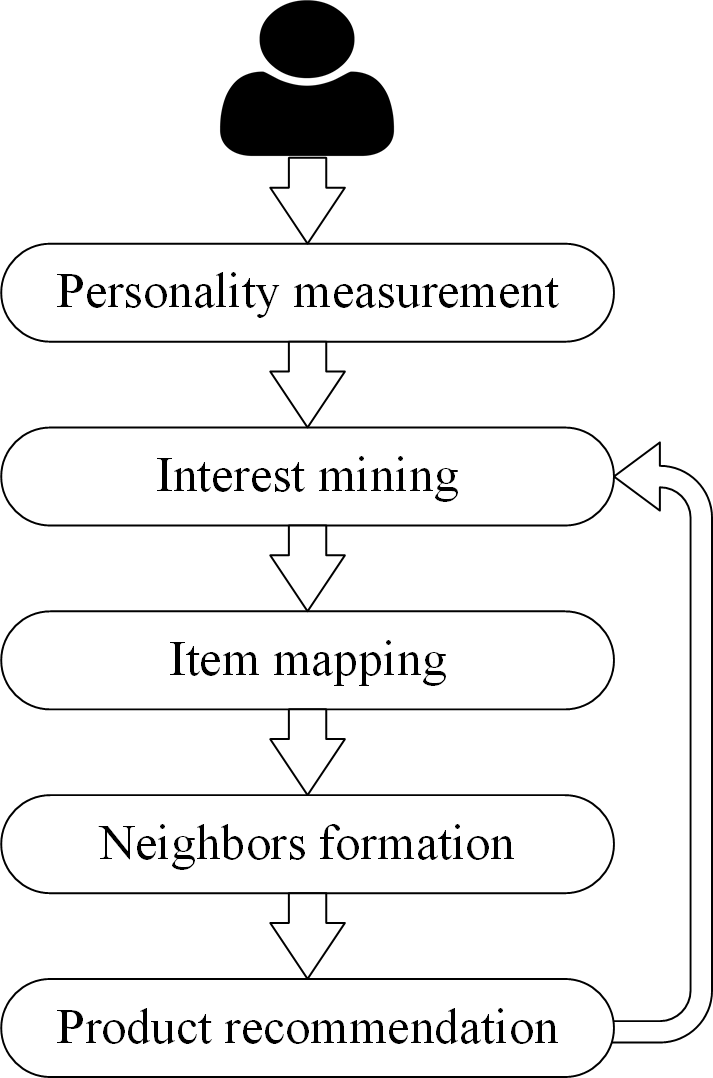 Personality measurement
Interest mining
Item mapping
Neighbors formation
Product recommendation